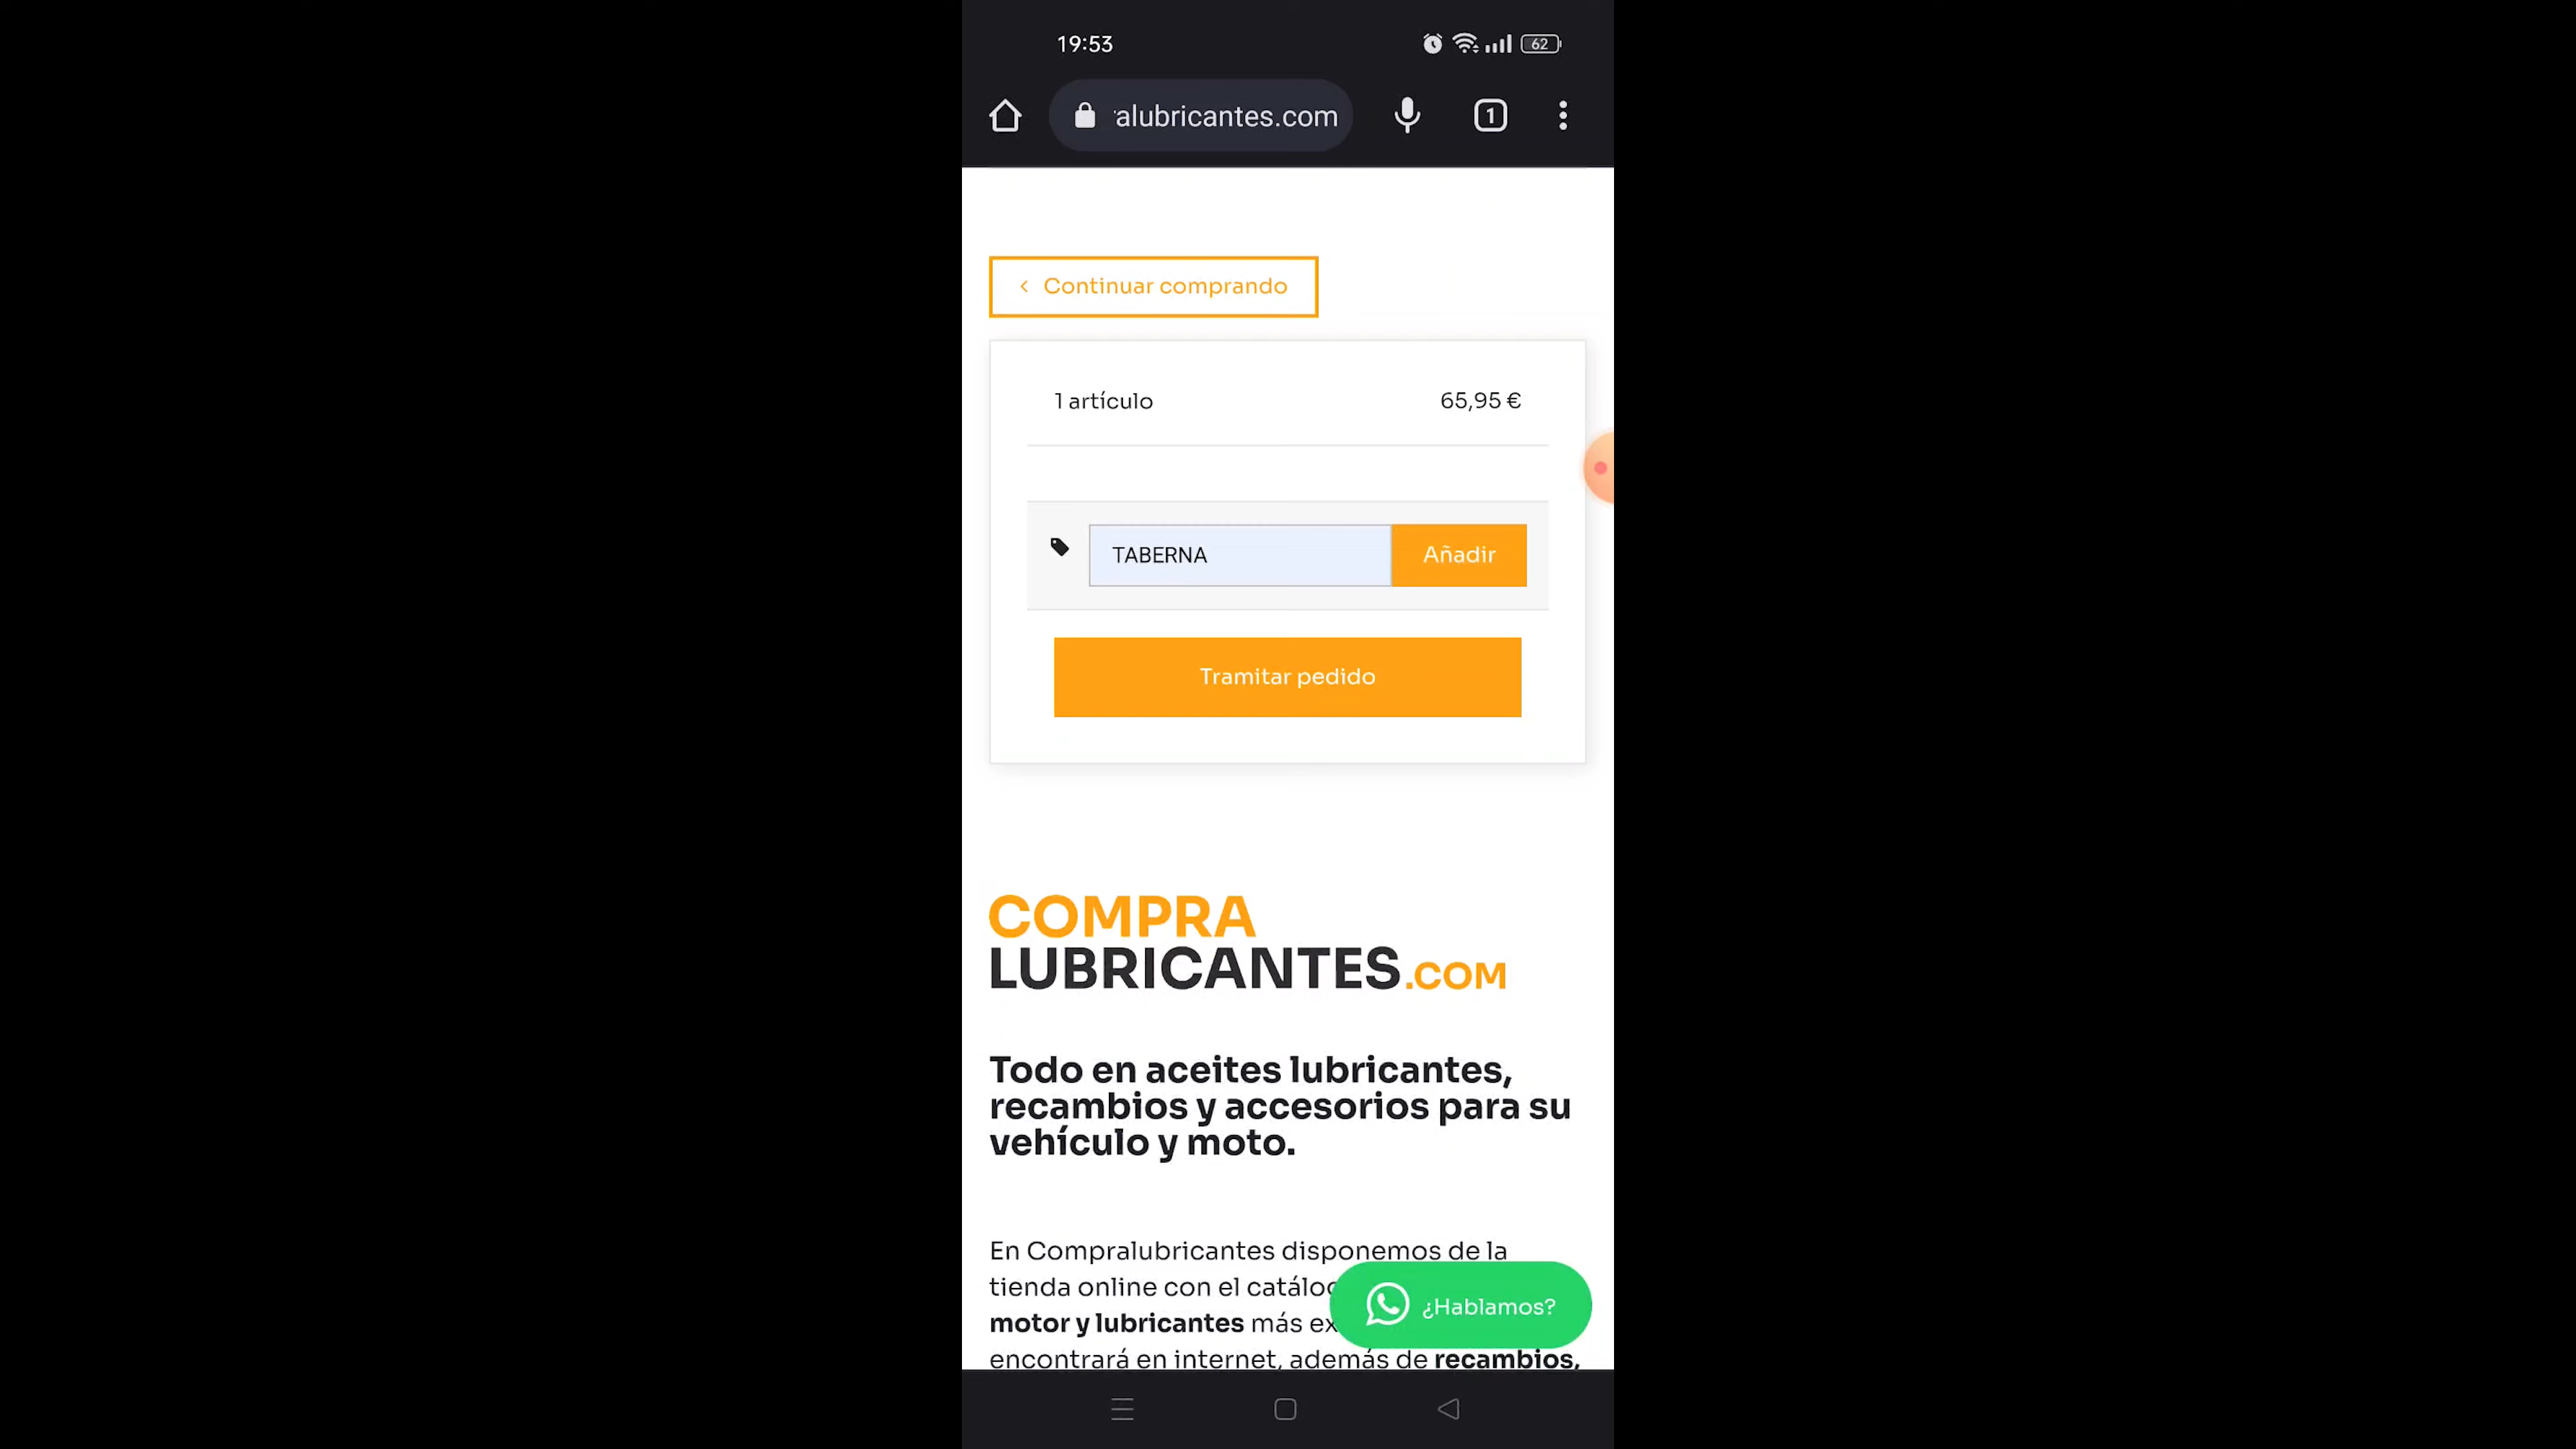 19:53
62
alubricantes.com
1
Continuar comprando
1 artículo
65,95 €
TABERNA
Añadir
Tramitar pedido
COMPRA
LUBRICANTES.COM
Todo en aceites lubricantes,
recambios y accesorios para su
vehículo y moto.
En Compralubricantes disponemos de la
tienda online con el
motor y lubricantes más
encontrará en internet, además de recambios,
¿Hablamos?